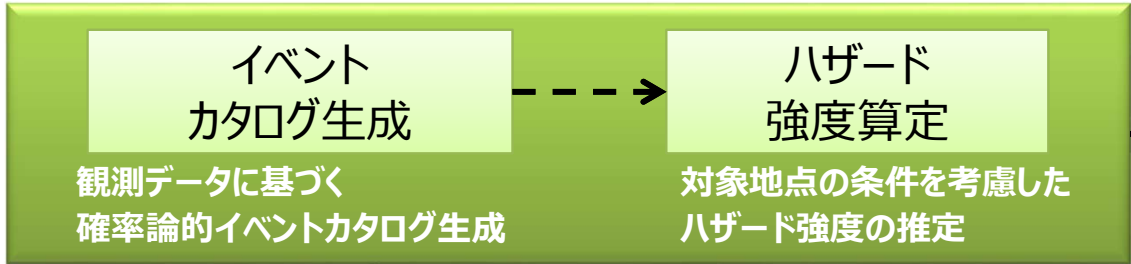 イベント
カタログ生成
観測データに基づく
確率論的イベントカタログ生成
ハザード
強度算定
対象地点の条件を考慮した
ハザード強度の推定